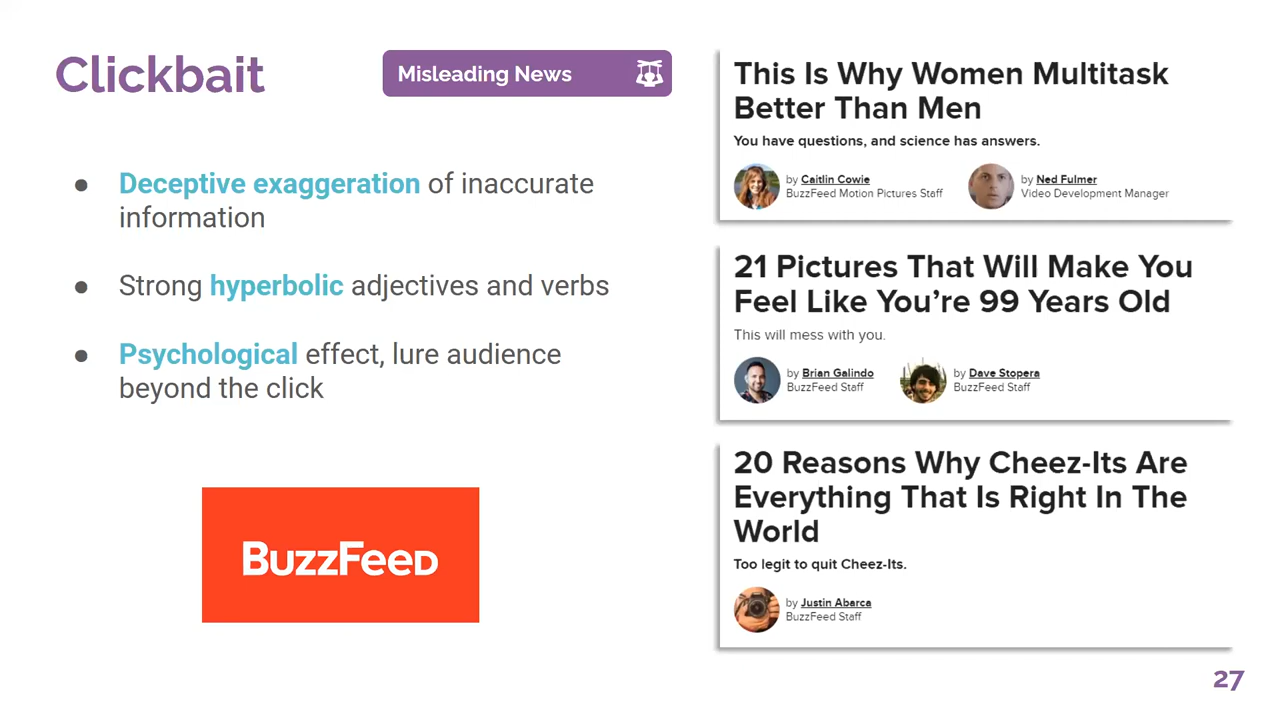 Clickbait
Misleading News
● Deceptive exaggeration of inaccurate
information
● Strong hyperbolic adjectives and verbs
● Psychological effect, lure audience
beyond the click
BuzzFeed
This Is Why Women Multitask
Better Than Men
You have questions, and science has answers.
by Caitlin Cowie
BuzzFeed Motion Pictures Staff
by Ned Fulmer
Video Development Manager
21 Pictures That Will Make You
Feel Like You’re 99 Years Old
This will mess with you.
by Brian Galindo
BuzzFeed Staff
by Dave Stopera
BuzzFeed Staff
20 Reasons Why Cheez-Its Are
Everything That Is Right In The
World
Too legit to quit Cheez-Its.
by Justin Abarca
BuzzFeed Staff
27